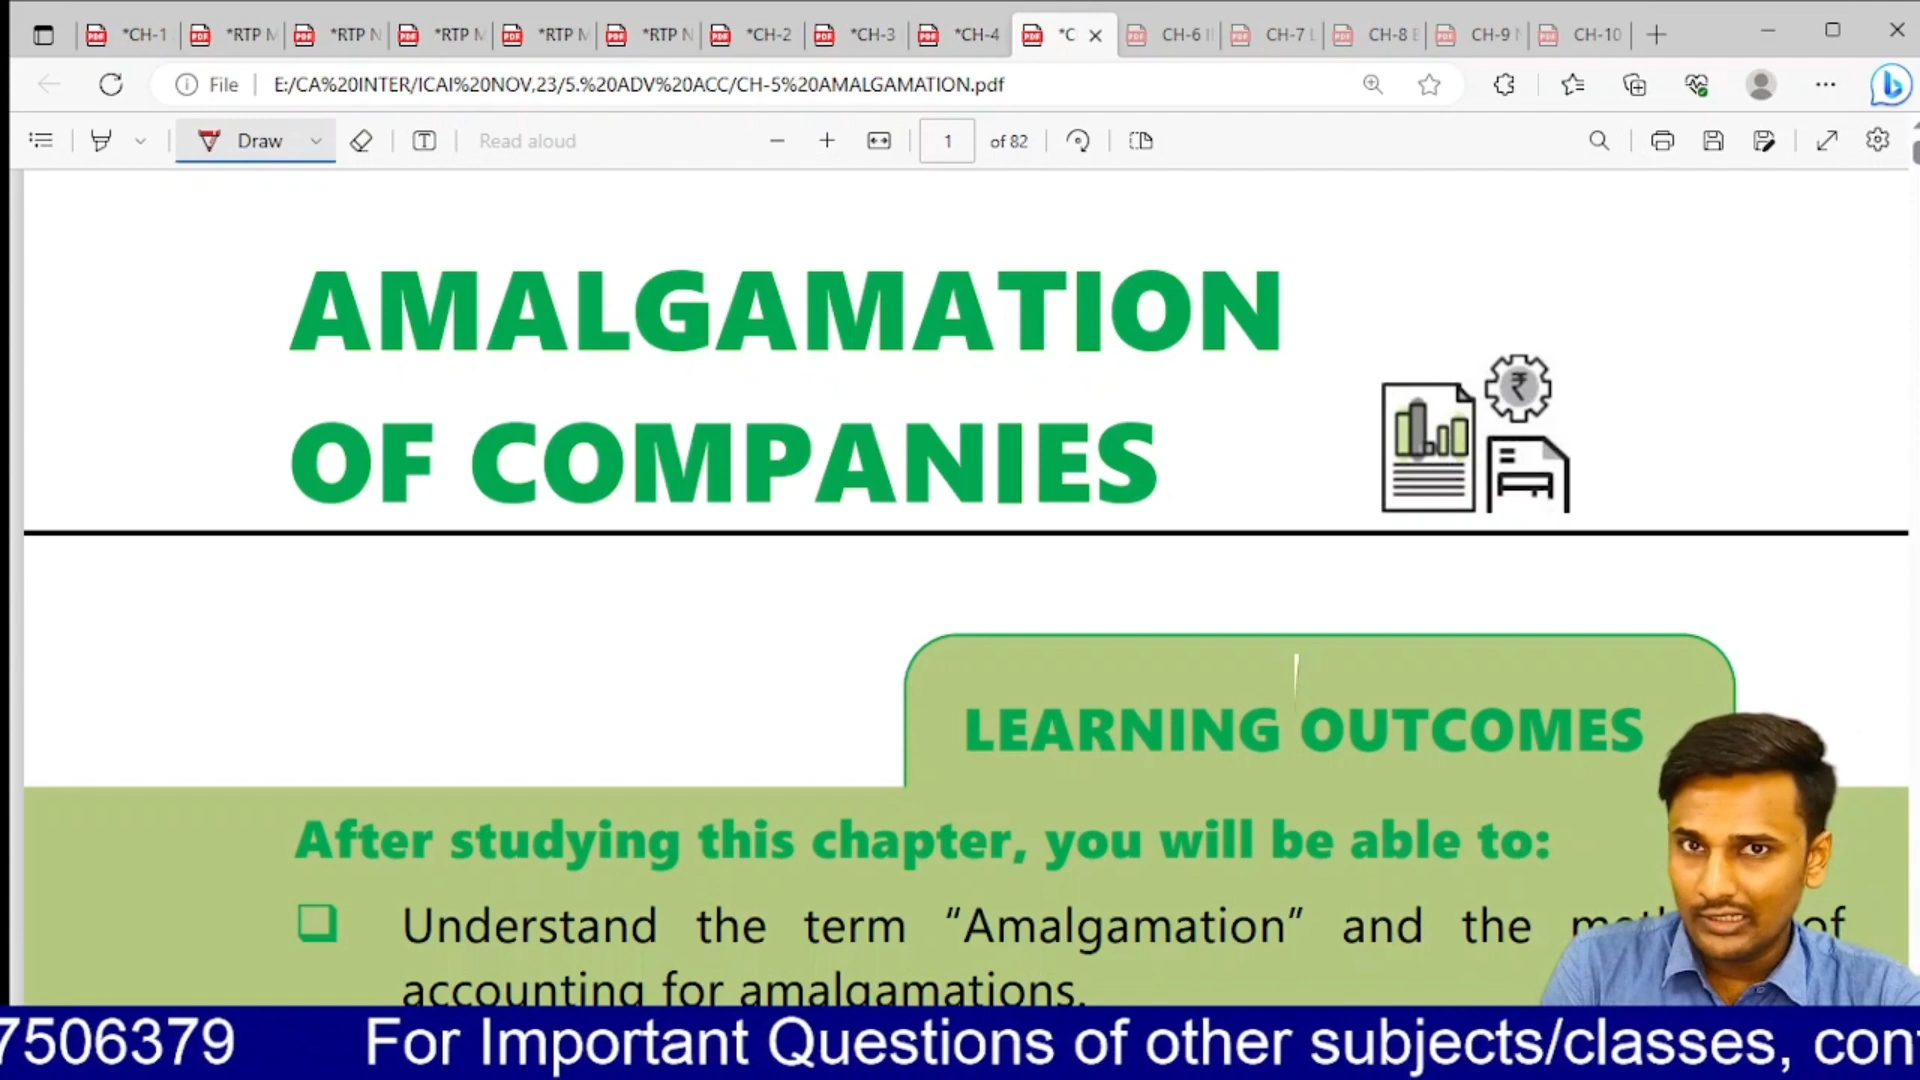 *CH-1
*RTP M
*RTP N
*RTP M
*RTP M
*RTP N
*CH-2
*CH-3
*CH-4
*C
CH-6 I
CH-7 L
CH-8 B
CH-9 N
CH-10
File
E:/CA%20INTER/ICAI%20NOV,23/5.%20ADV%20ACC/CH-5%20AMALGAMATION.pdf
Draw
Read aloud
1
of 82
AMALGAMATION
OF COMPANIES
₹
LEARNING OUTCOMES
After studying this chapter, you will be able to:
Understand the term “Amalgamation” and the of
accounting for amalgamations.
7506379 For Important Questions of other subjects/classes, con